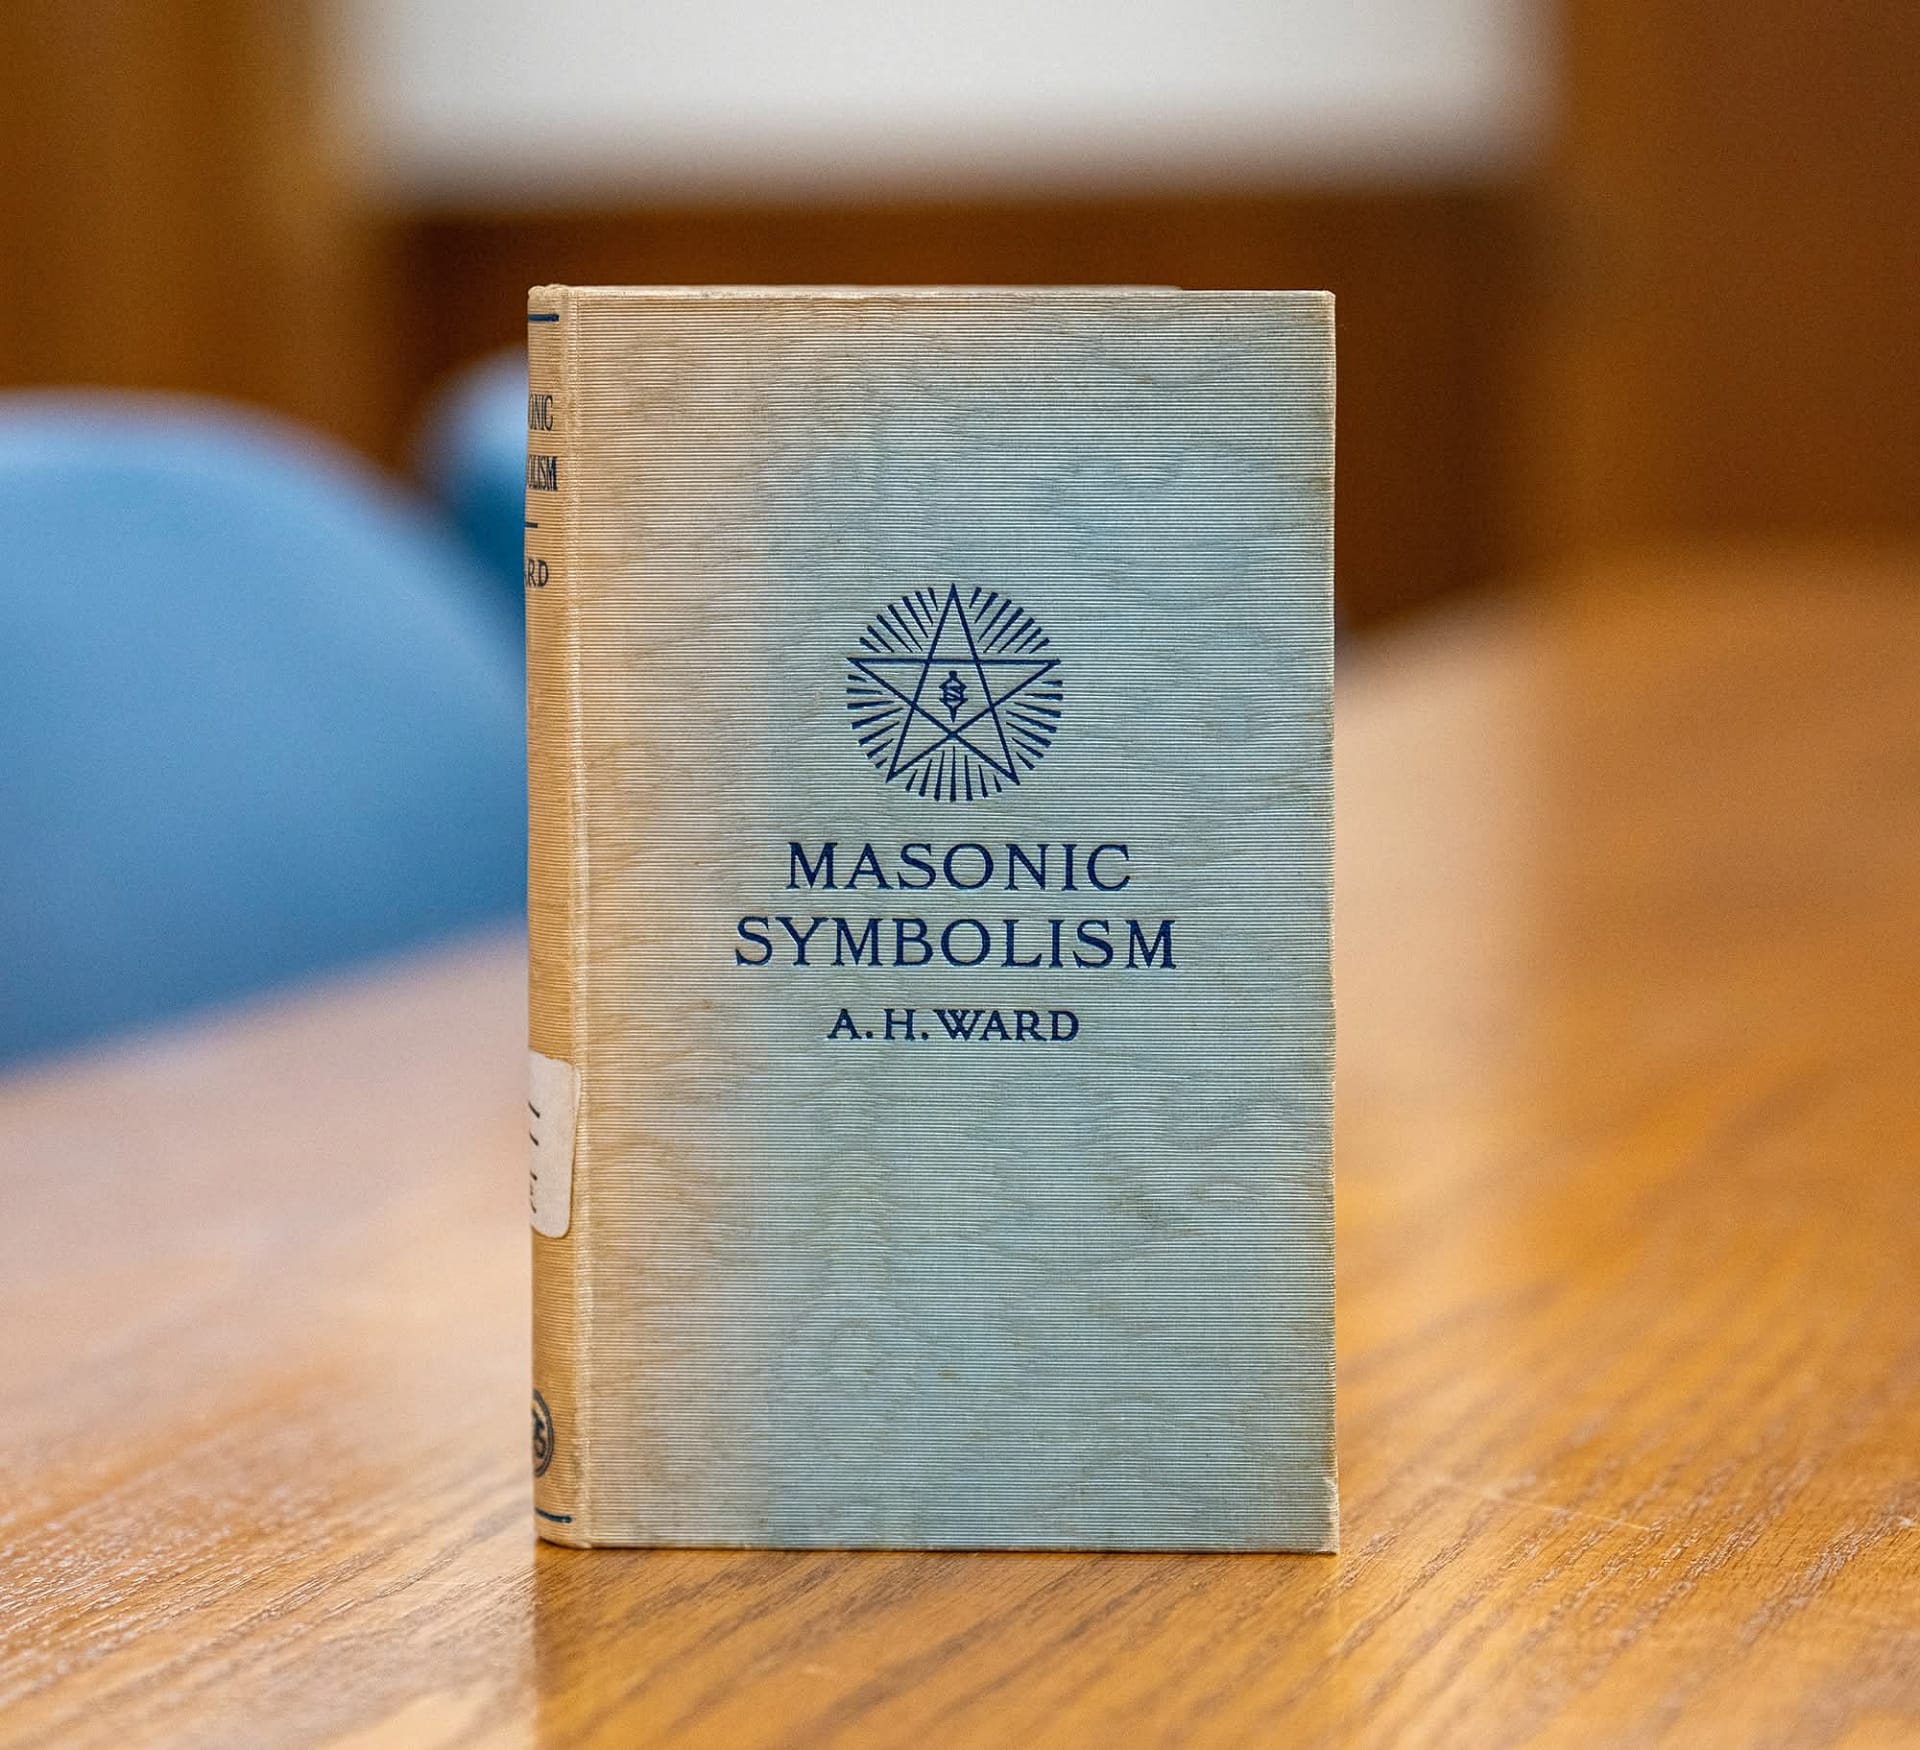 MASONIC
SYMBOLISM
A. H. WARD